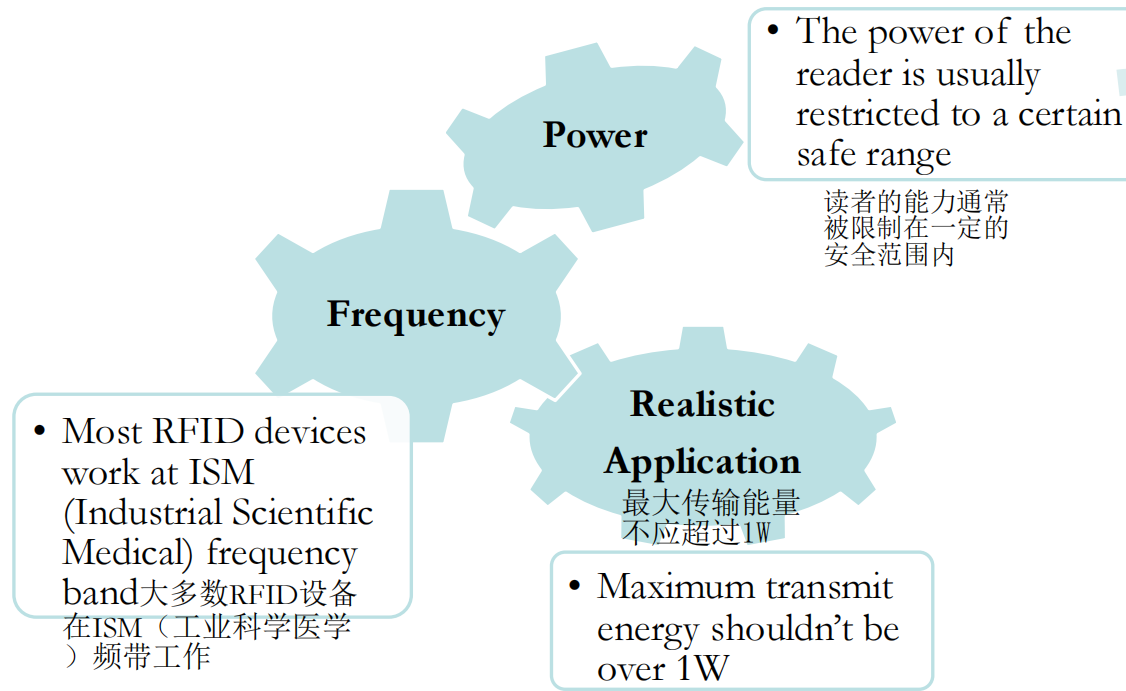 Power
• The power of the
reader is usually
restricted to a certain
safe range
读者的能力通常
被限制在一定的
安全范围内
Frequency
• Most RFID devices
work at ISM
(Industrial Scientific
Medical) frequency
band大多数RFID设备
在ISM（工业科学医学
）频带工作
Realistic
Application
最大传输能量
不应超过1W
• Maximum transmit
energy shouldn’t be
over 1W